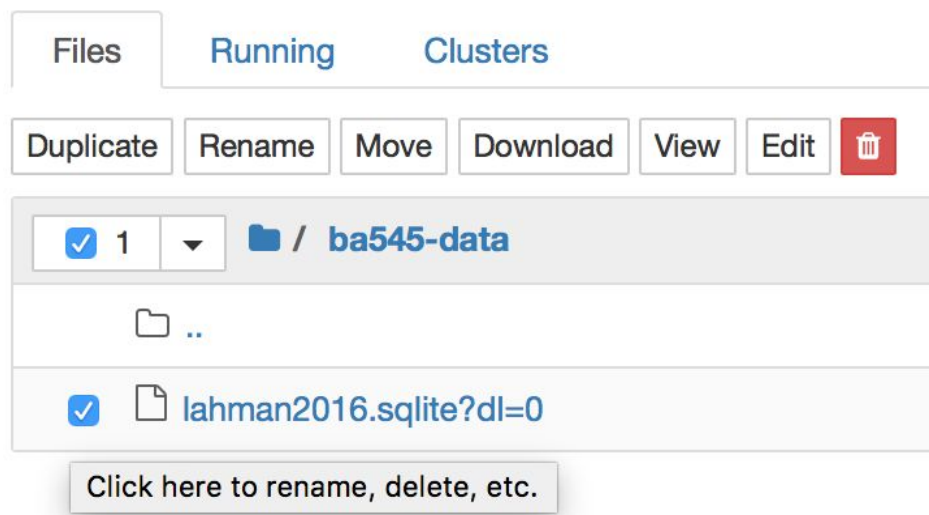 Files Running Clusters
Duplicate Rename Move Download View Edit
1 / ba545-data
..
lahman2016.sqlite?dl=0
Click here to rename, delete, etc.